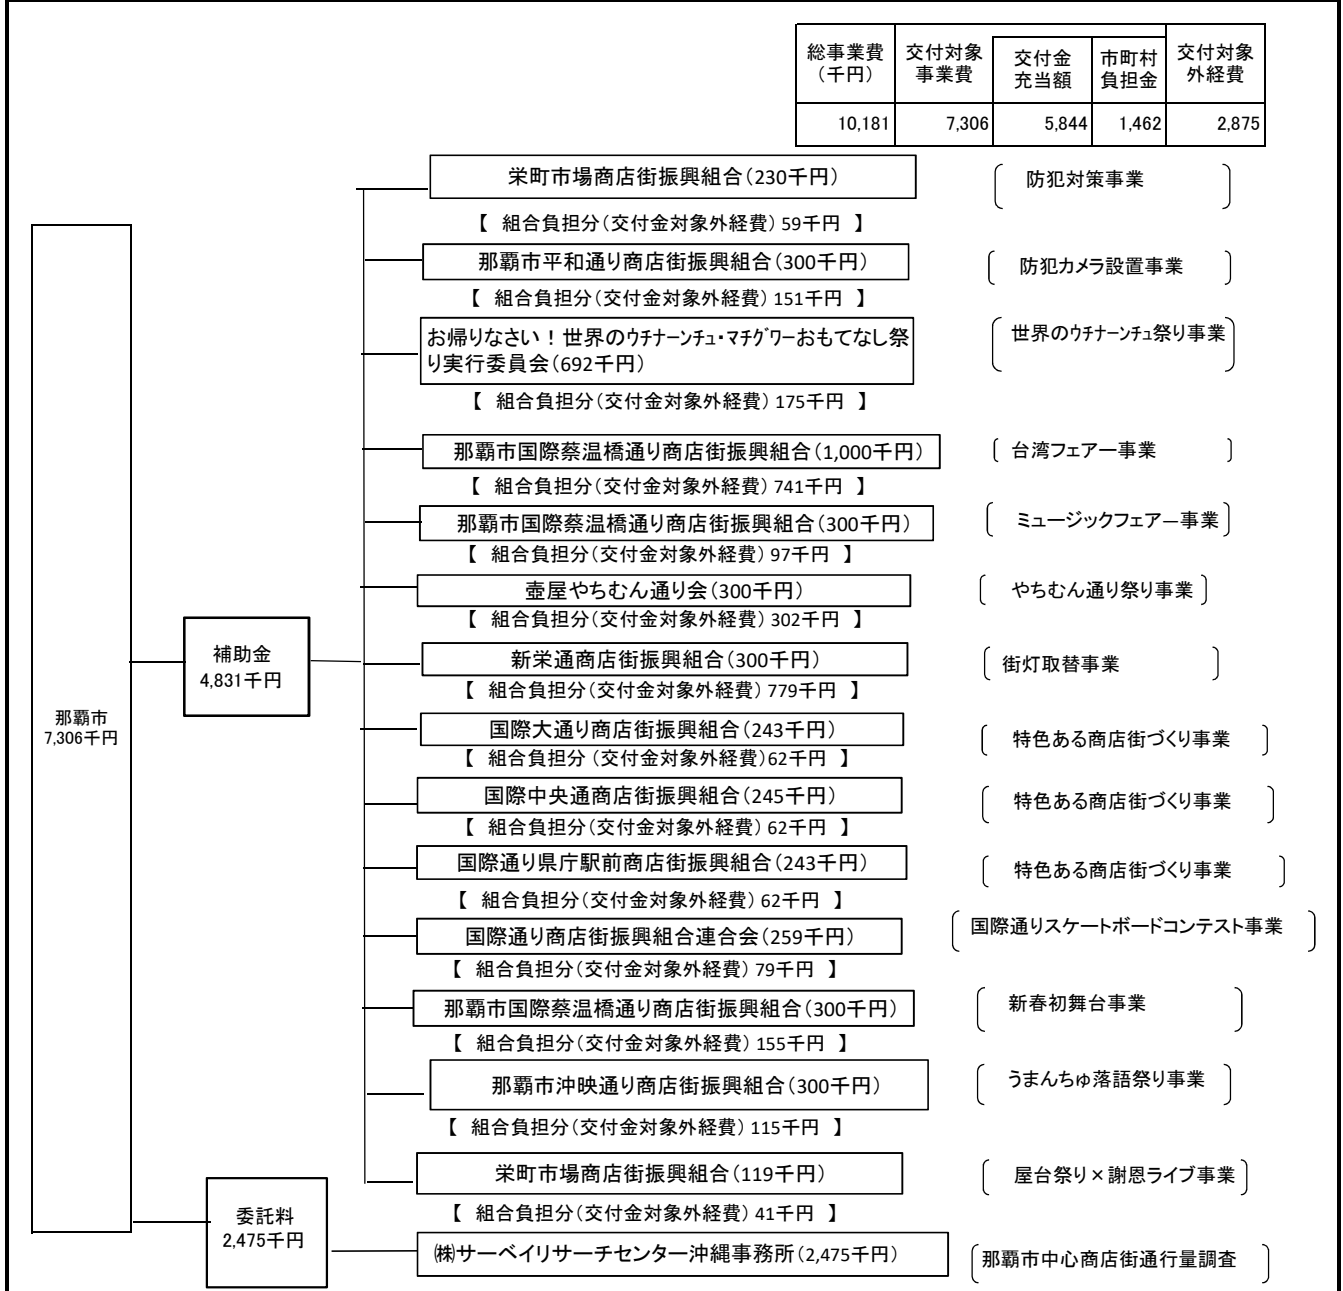 総事業費
（千円）
交付対象
事業費
交付金
充当額
市町村
負担金
交付対象
外経費
10,181
7,306
5,844
1,462
2,875
栄町市場商店街振興組合（230千円）
防犯対策事業
【 組合負担分（交付金対象外経費） 59千円 】
那覇市平和通り商店街振興組合（300千円）
防犯カメラ設置事業
【 組合負担分（交付金対象外経費） 151千円 】
お帰りなさい！世界のウチナーンチュ・マチグワーおもてなし祭
り実行委員会（692千円）
世界のウチナーンチュ祭り事業
【 組合負担分（交付金対象外経費） 175千円 】
那覇市国際蔡温橋通り商店街振興組合（1,000千円）
台湾フェアー事業
【 組合負担分（交付金対象外経費） 741千円 】
那覇市国際蔡温橋通り商店街振興組合（300千円）
ミュージックフェアー事業
【 組合負担分（交付金対象外経費） 97千円 】
壺屋やちむん通り会（300千円）
やちむん通り祭り事業
【 組合負担分（交付金対象外経費） 302千円 】
補助金
4,831千円
新栄通商店街振興組合（300千円）
街灯取替事業
【 組合負担分（交付金対象外経費） 779千円 】
那覇市
7,306千円
国際大通り商店街振興組合（243千円）
特色ある商店街づくり事業
【 組合負担分 （交付金対象外経費）62千円 】
国際中央通商店街振興組合（245千円）
特色ある商店街づくり事業
【 組合負担分（交付金対象外経費） 62千円 】
国際通り県庁駅前商店街振興組合（243千円）
特色ある商店街づくり事業
【 組合負担分（交付金対象外経費） 62千円 】
国際通り商店街振興組合連合会（259千円）
国際通りスケートボードコンテスト事業
【 組合負担分（交付金対象外経費） 79千円 】
那覇市国際蔡温橋通り商店街振興組合（300千円）
新春初舞台事業
【 組合負担分（交付金対象外経費） 155千円 】
那覇市沖映通り商店街振興組合（300千円）
うまんちゅ落語祭り事業
【 組合負担分（交付金対象外経費） 115千円 】
栄町市場商店街振興組合（119千円）
屋台祭り×謝恩ライブ事業
【 組合負担分（交付金対象外経費） 41千円 】
委託料
2,475千円
㈱サーベイリサーチセンター沖縄事務所（2,475千円）
那覇市中心商店街通行量調査